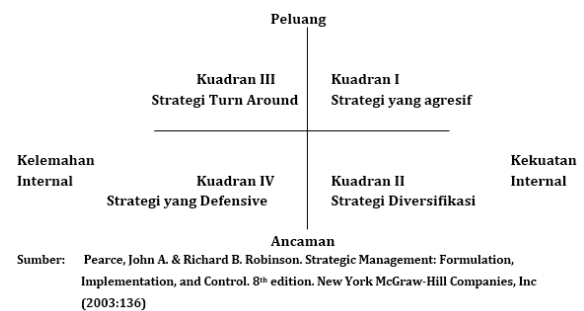 Peluang
Kuadran III
Strategi Turn Around
Kuadran I
Strategi yang agresif
Kelemahan
Internal
Kekuatan
Internal
Kuadran IV
Strategi yang Defensive
Kuadran II
Strategi Diversifikasi
Ancaman
Sumber: Pearce, John A. & Richard B. Robinson. Strategic Management: Formulation,
Implementation, and Control. 8th edition. New York McGraw-Hill Companies, Inc
(2003:136)